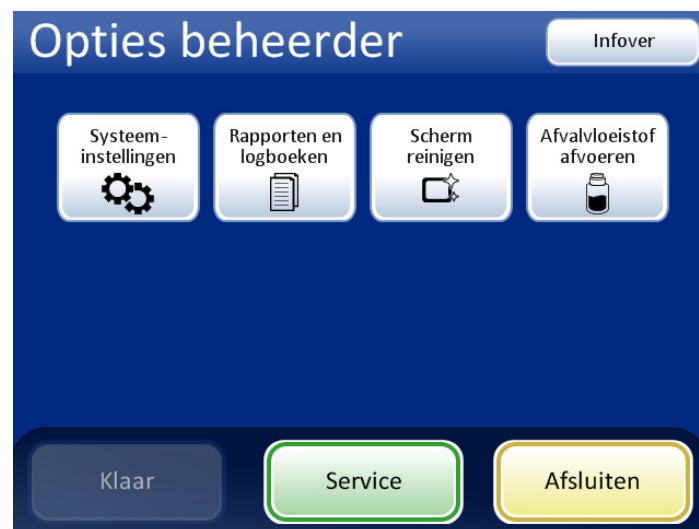 Opties beheerder
Infover
Systeem-
instellingen
Rapporten en
logboeken
Scherm
reinigen
Afvalvloeistof
afvoeren
Klaar
Service
Afsluiten